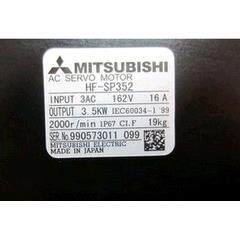 MITSUBISHI
AC SERVO MOTOR
HF-SP352
INPUT 3AC 162V 16A
OUTPUT 3.5KW IEC60034-1 '99
2000r/min IP67 CI.F 19kg
SER.No.990573011 099
MITSUBISHI ELECTRIC
MADE IN JAPAN